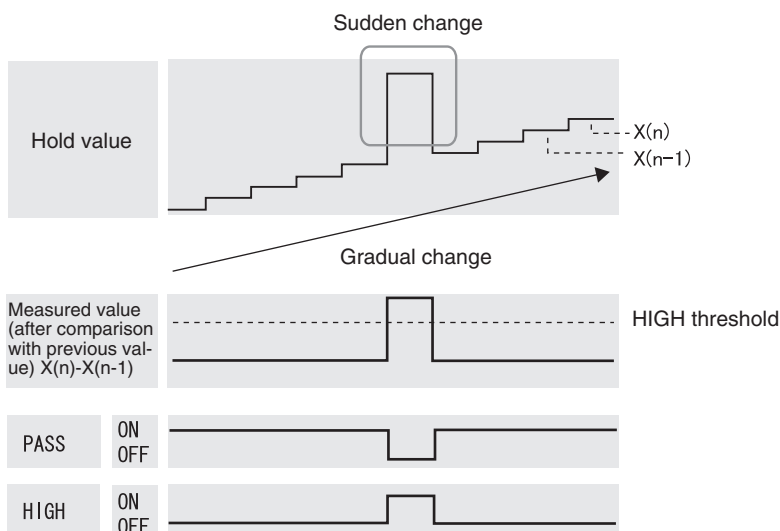 Sudden change
Hold value
X(n)
X(n-1)
Gradual change
Measured value
(after comparison
with previous val-
ue) X(n)-X(n-1)
HIGH threshold
PASS
ON
OFF
HIGH
ON
OFF